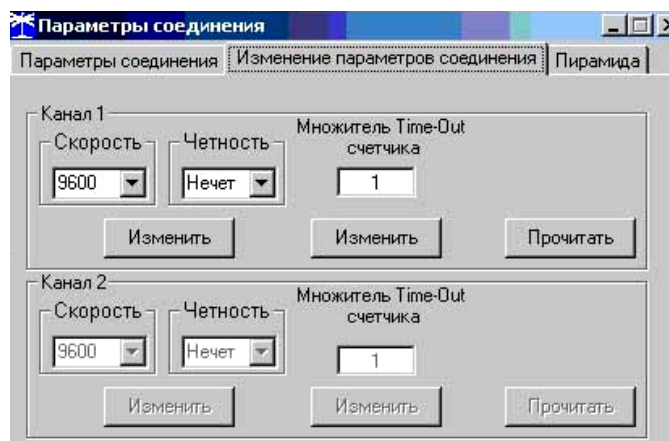 Параметры соединения
Параметры соединения Изменение параметров соединения Пирамида
Канал 1
Скорость Четность Множитель Time-Out
счетчика
9600 Нечет 1
Изменить Изменить Прочитать
Канал 2
Скорость Четность Множитель Time-Out
счетчика
9600 Нечет 1
Изменить Изменить Прочитать